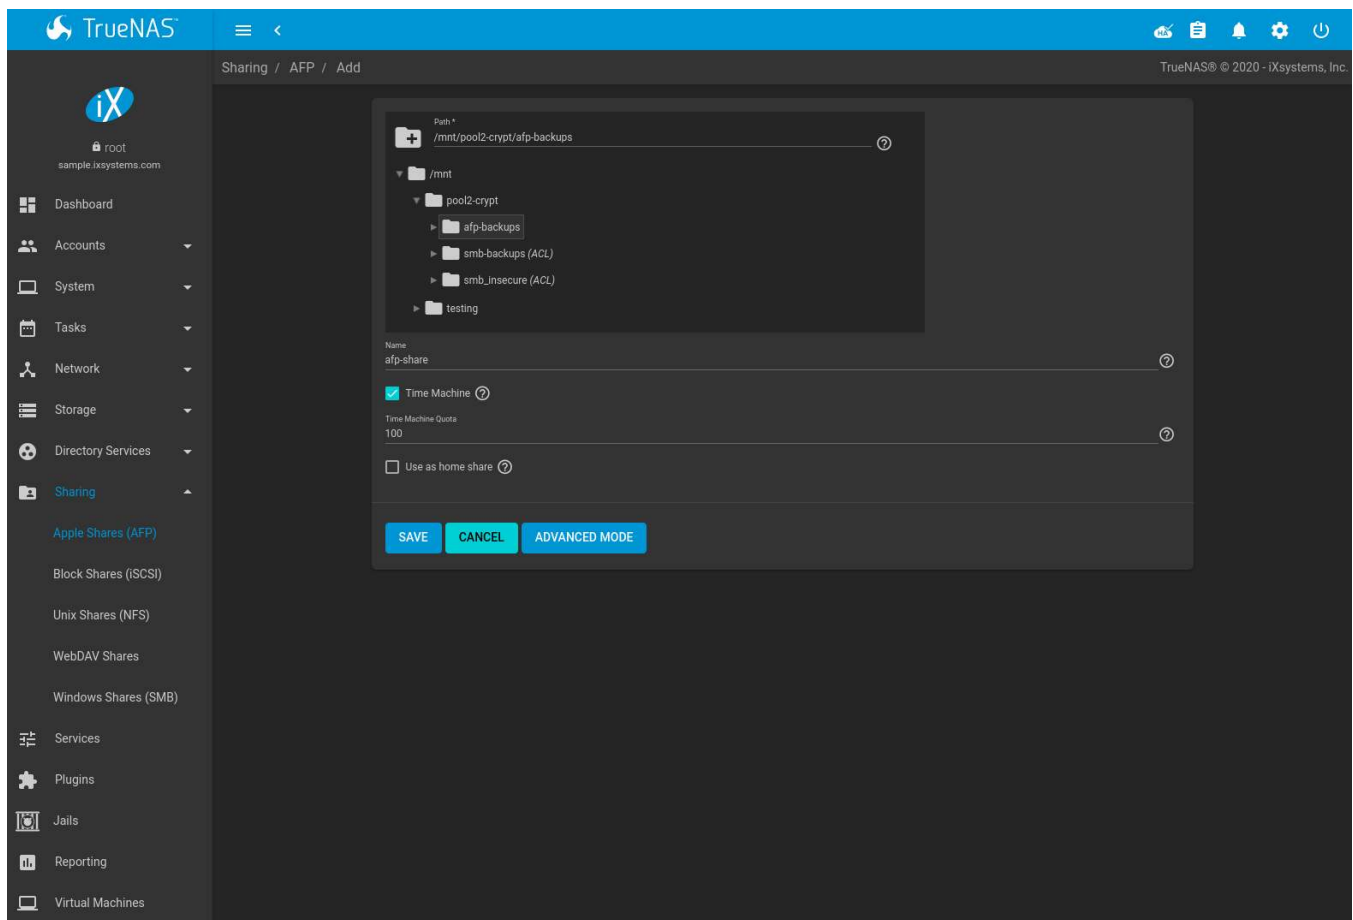 TrueNAS®
HA
Sharing / AFP / Add
TrueNAS® © 2020 - iXsystems, Inc.
iX
root
sample.ixsystems.com
Dashboard
Accounts
System
Tasks
Network
Storage
Directory Services
Sharing
Apple Shares (AFP)
Block Shares (iSCSI)
Unix Shares (NFS)
WebDAV Shares
Windows Shares (SMB)
Services
Plugins
Jails
Reporting
Virtual Machines
Path *
/mnt/pool2-crypt/afp-backups
/mnt
pool2-crypt
afp-backups
smb-backups (ACL)
smb_insecure (ACL)
testing
Name
afp-share
Time Machine
Time Machine Quota
100
Use as home share
SAVE
CANCEL
ADVANCED MODE